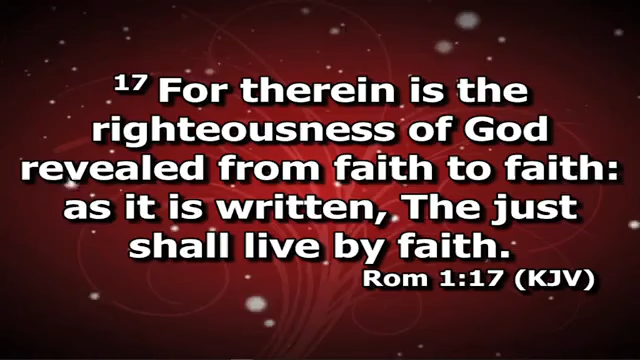 17 For therein is the
righteousness of God
revealed from faith to faith:
as it is written, The just
shall live by faith.
Rom 1:17 (KJV)